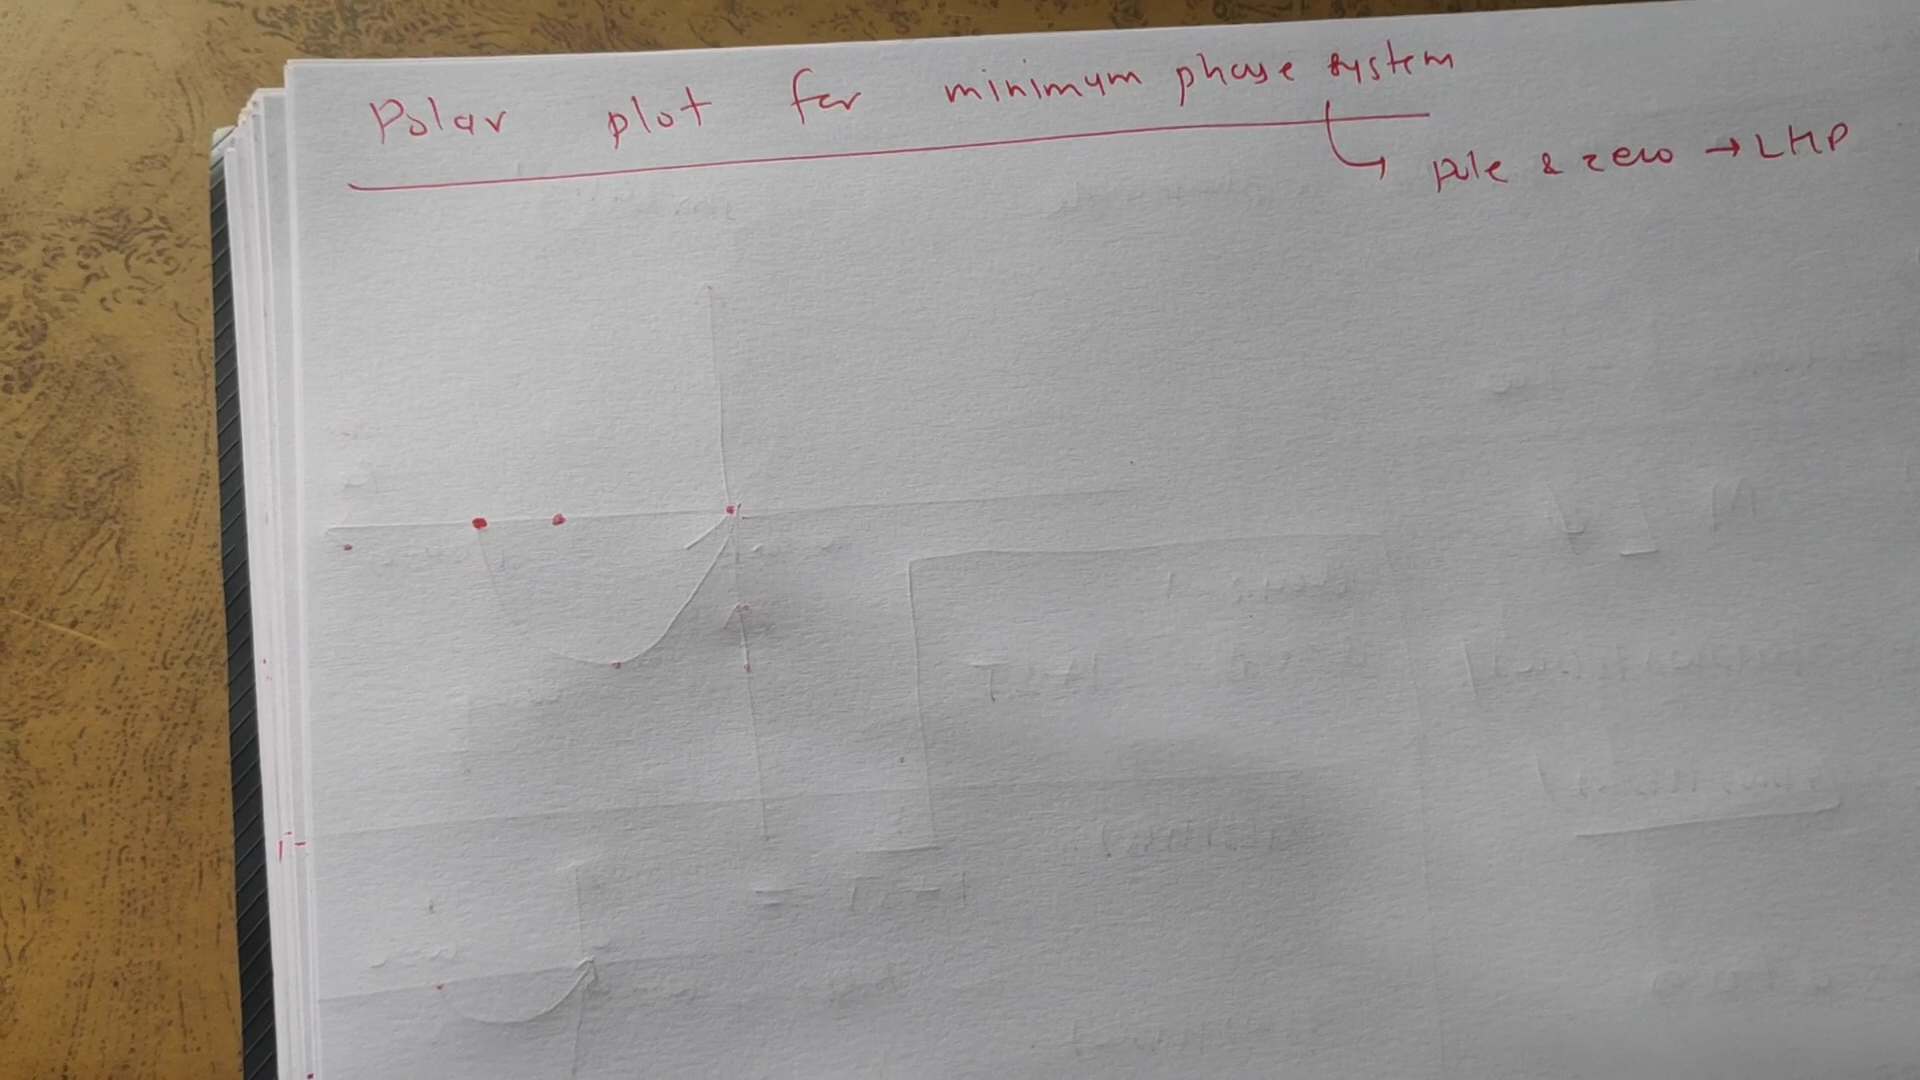 Polar plot for minimum phase system
pole & zero → LHP